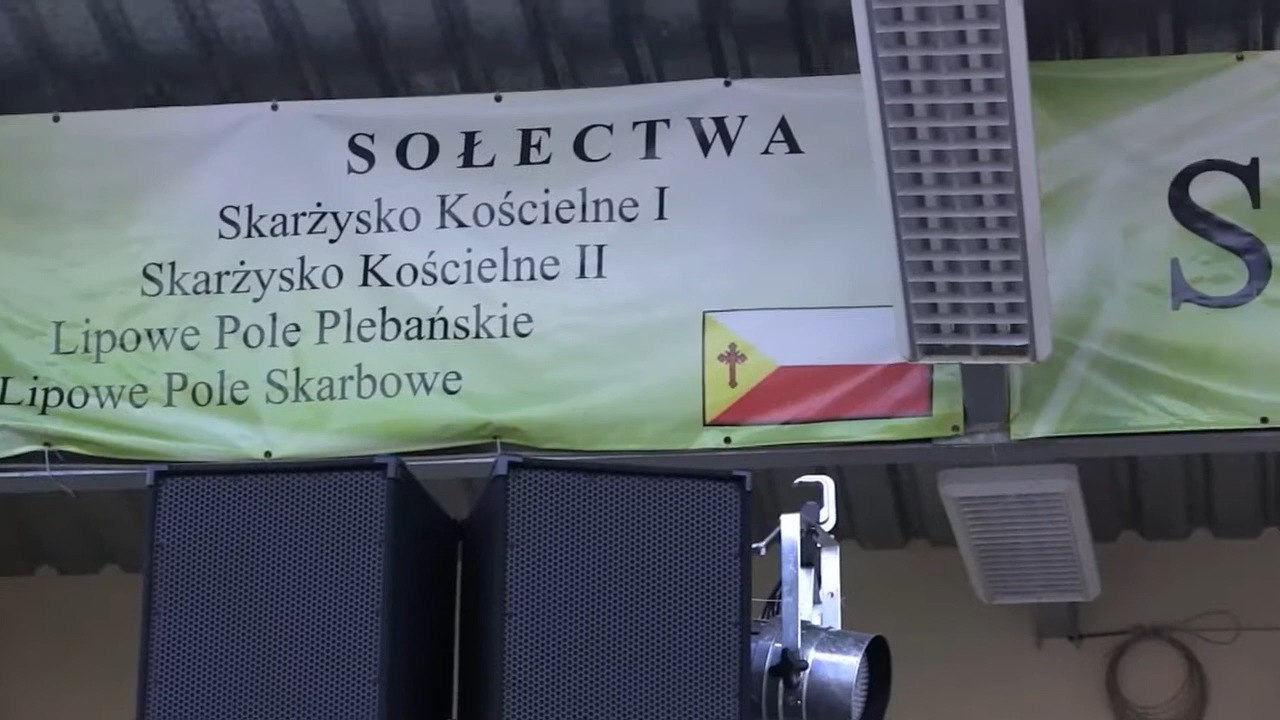 SOŁECTWA
Skarżysko Kościelne I
Skarżysko Kościelne II
Lipowe Pole Plebańskie
Lipowe Pole Skarbowe
S